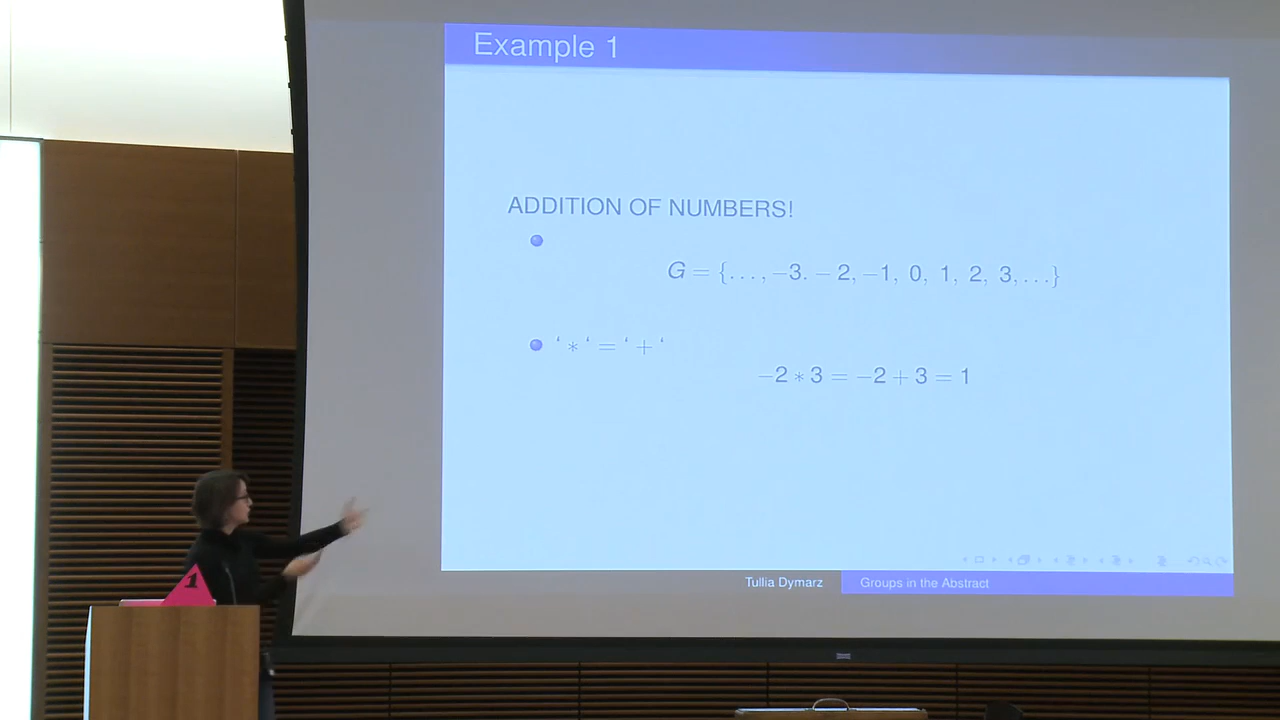 Example 1
ADDITION OF NUMBERS!
G = {..., −3. − 2, −1, 0, 1, 2, 3, ...}
‘ * ‘ = ‘ + ‘
−2 * 3 = −2 + 3 = 1
Tullia Dymarz Groups in the Abstract
1